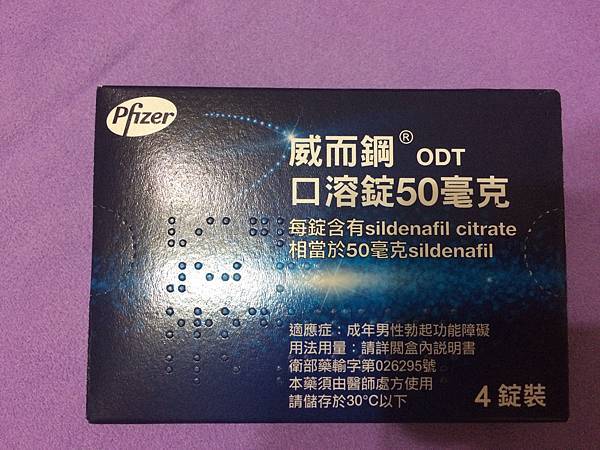 Pfizer
威而鋼® ODT
口溶錠50毫克
每錠含有sildenafil citrate
相當於50毫克sildenafil
適應症：成年男性勃起功能障礙
用法用量：請詳閱盒內說明書
衛部藥輸字第026295號
本藥須由醫師處方使用
請儲存於30°C以下
4 錠裝